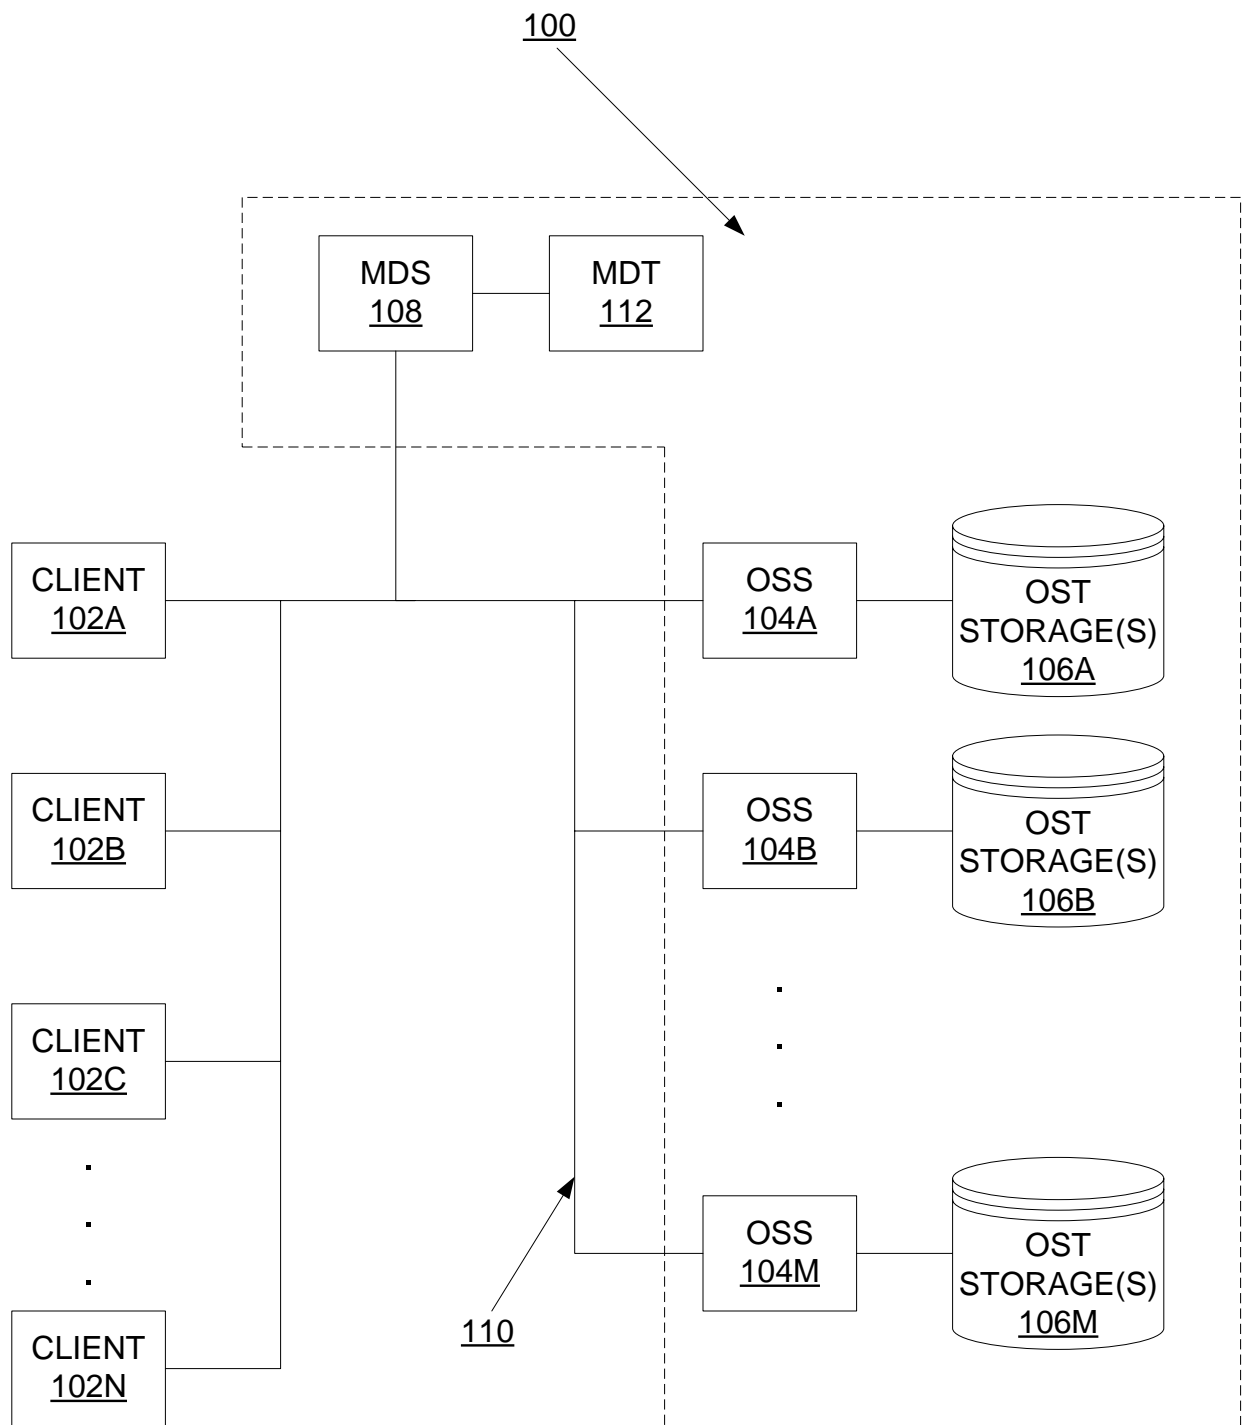 100
MDS
108
MDT
112
CLIENT
102A
OSS
104A
OST
STORAGE(S)
106A
CLIENT
102B
OSS
104B
OST
STORAGE(S)
106B
CLIENT
102C
OSS
104M
OST
STORAGE(S)
106M
110
CLIENT
102N